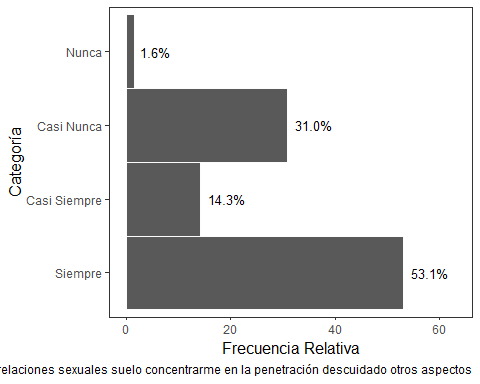 Nunca
1.6%
Casi Nunca
31.0%
Casi Siempre
14.3%
Siempre
53.1%
Categoría
0 20 40 60
Frecuencia Relativa
relaciones sexuales suelo concentrarme en la penetración descuidado otros aspectos